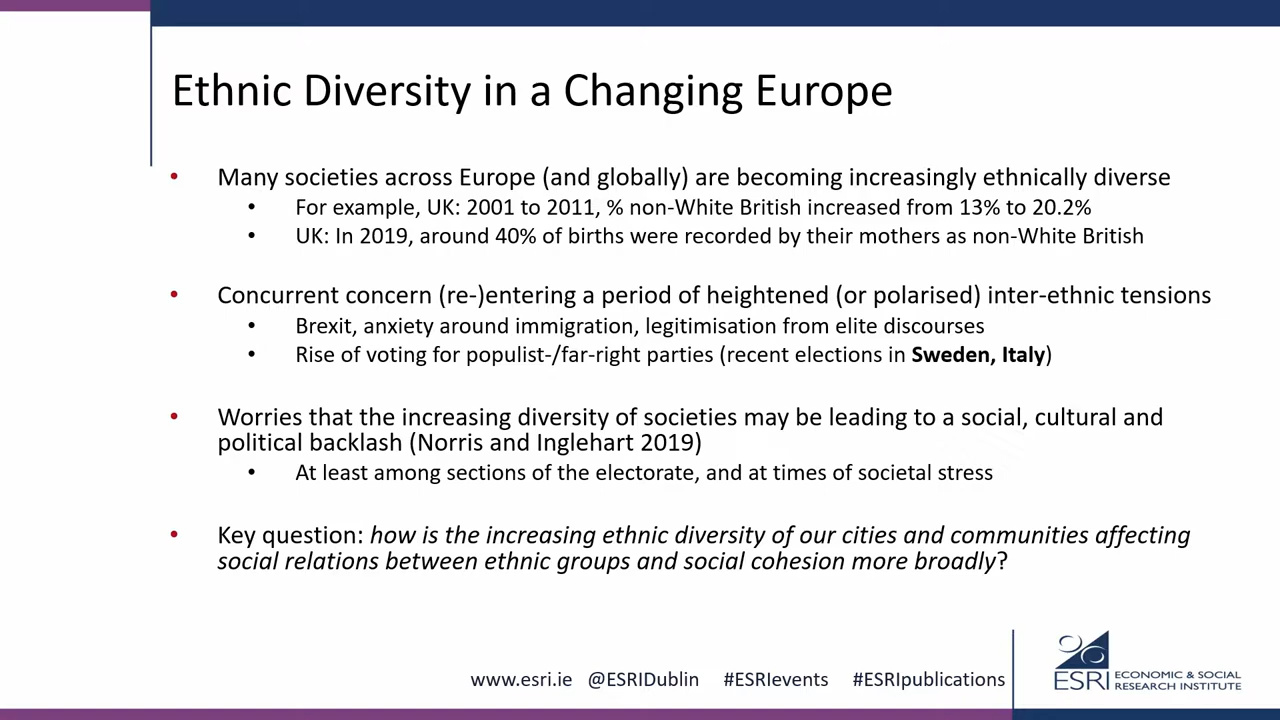 Ethnic Diversity in a Changing Europe
• Many societies across Europe (and globally) are becoming increasingly ethnically diverse
• For example, UK: 2001 to 2011, % non-White British increased from 13% to 20.2%
• UK: In 2019, around 40% of births were recorded by their mothers as non-White British
• Concurrent concern (re-)entering a period of heightened (or polarised) inter-ethnic tensions
• Brexit, anxiety around immigration, legitimisation from elite discourses
• Rise of voting for populist-/far-right parties (recent elections in Sweden, Italy)
• Worries that the increasing diversity of societies may be leading to a social, cultural and
political backlash (Norris and Inglehart 2019)
• At least among sections of the electorate, and at times of societal stress
• Key question: how is the increasing ethnic diversity of our cities and communities affecting
social relations between ethnic groups and social cohesion more broadly?
www.esri.ie @ESRIDublin #ESRIevents #ESRIpublications
ESRI ECONOMIC & SOCIAL
RESEARCH INSTITUTE